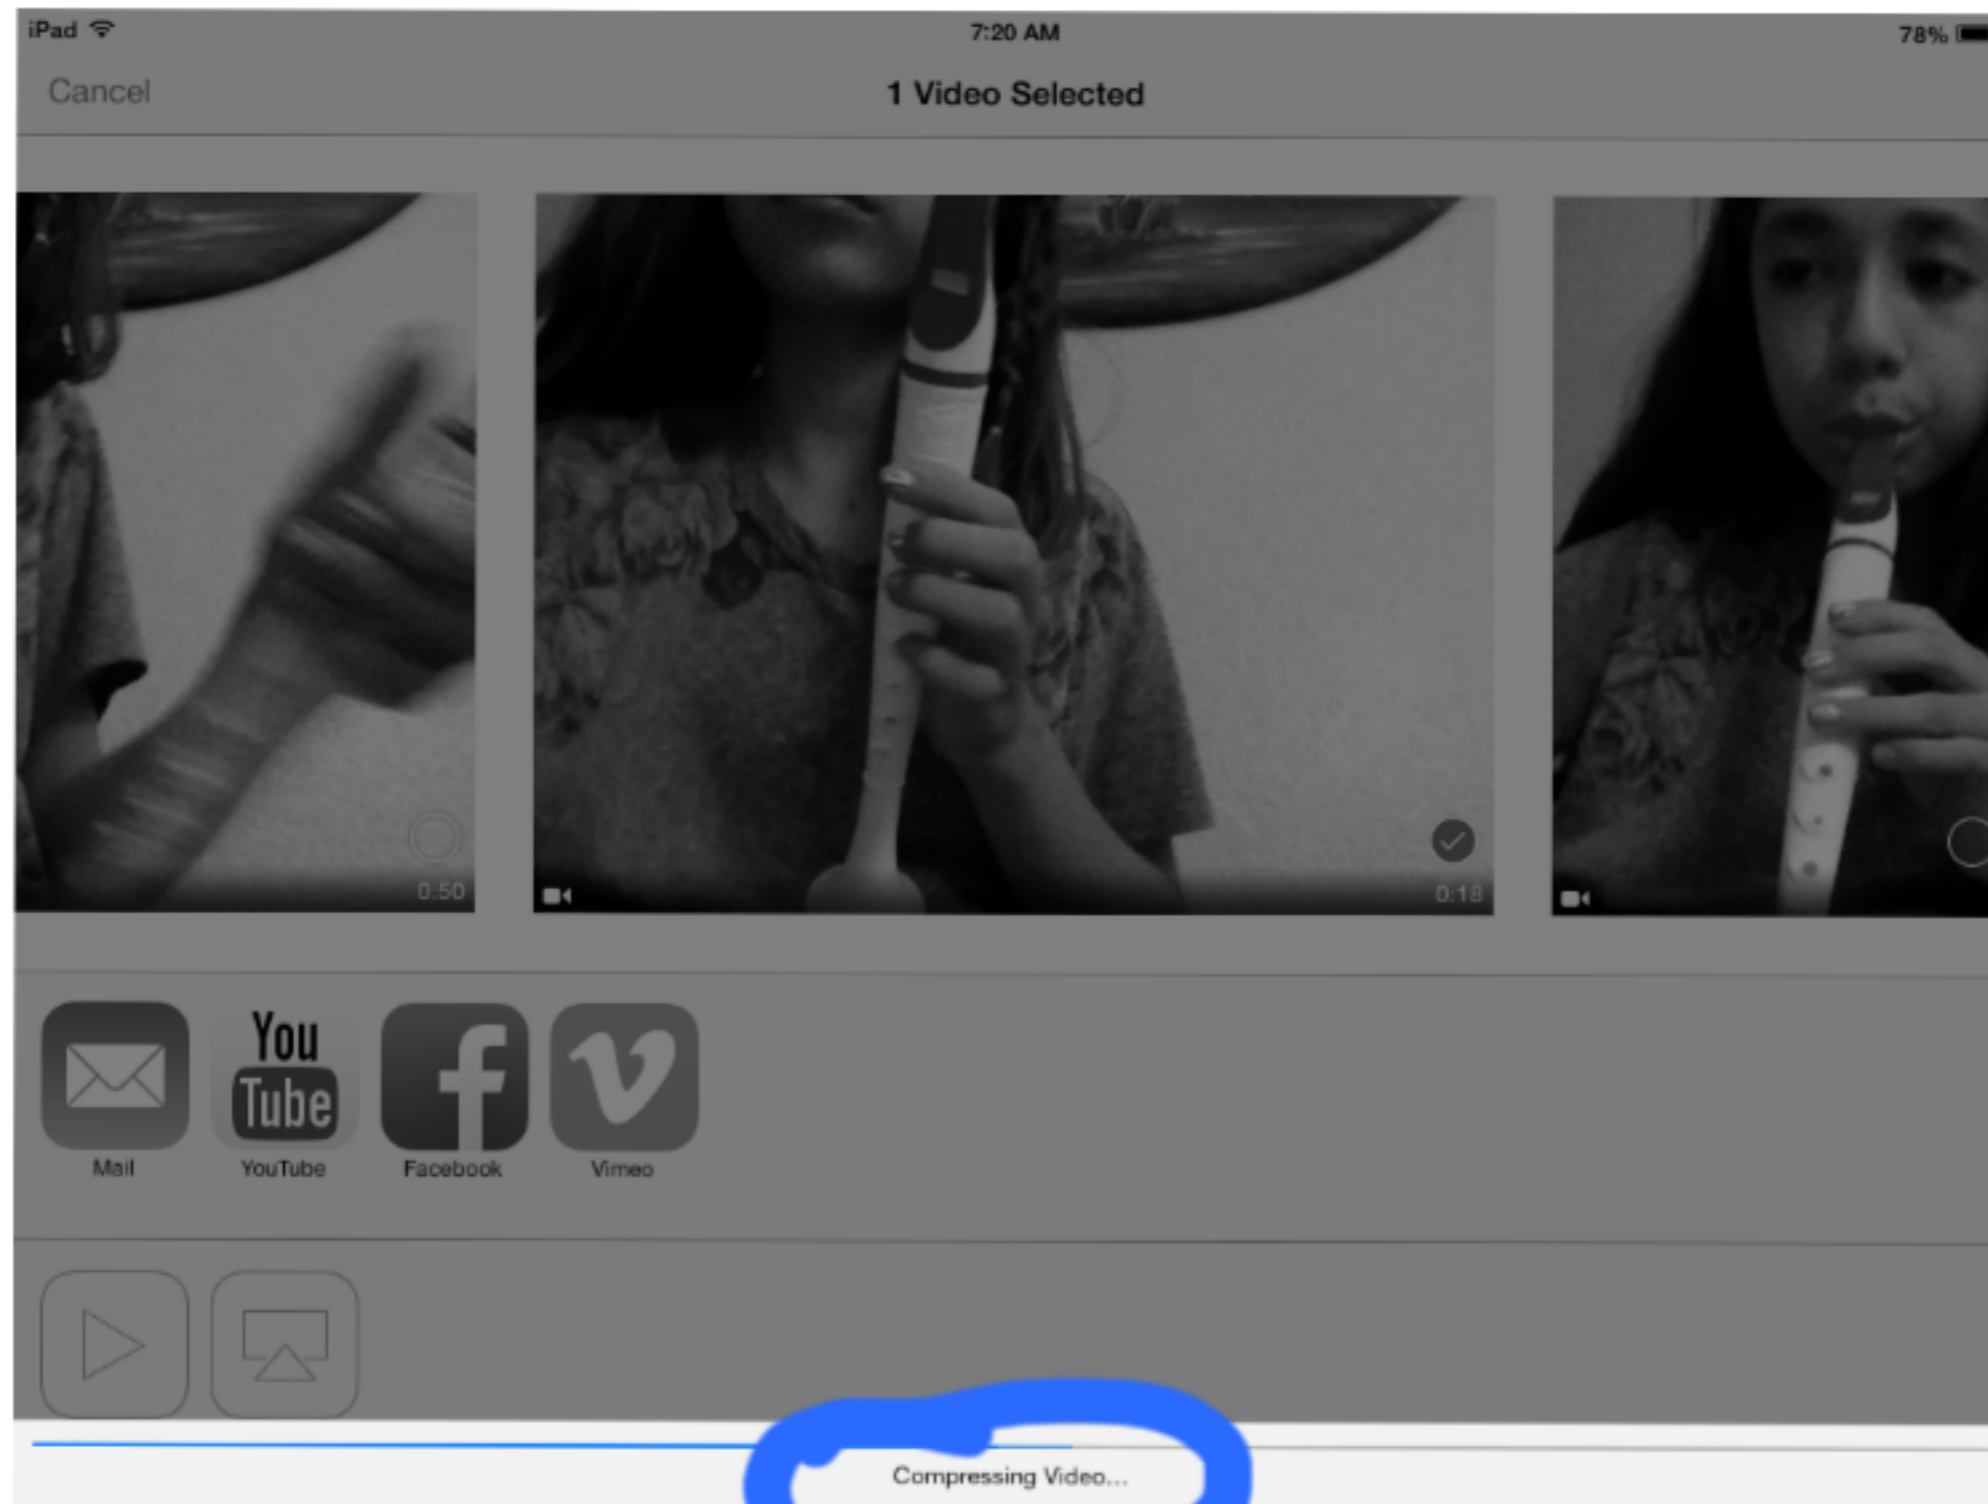 iPad 7:20 AM 78%
Cancel 1 Video Selected
0:50 0:18
You
Tube
Mail YouTube Facebook Vimeo
Compressing Video...